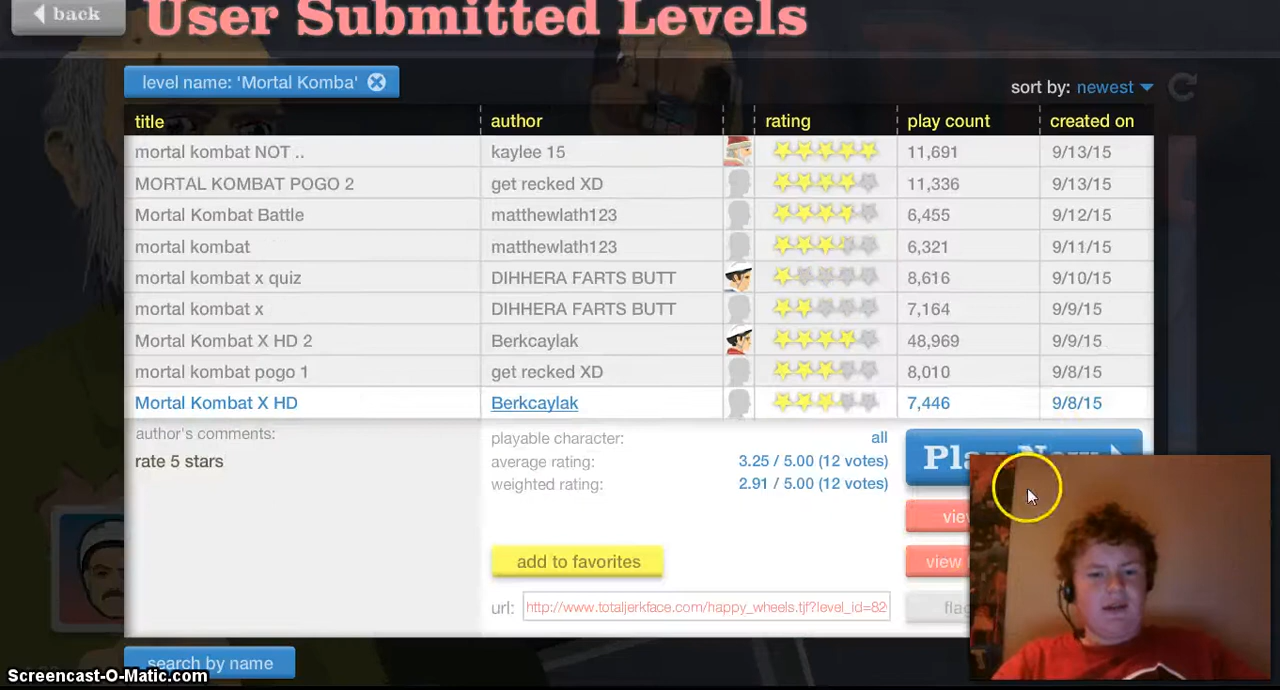 back
User Submitted Levels
level name: 'Mortal Komba'
sort by: newest
title author rating play count created on
mortal kombat NOT .. kaylee 15 11,691 9/13/15
MORTAL KOMBAT POGO 2 get recked XD 11,336 9/13/15
Mortal Kombat Battle matthewlath123 6,455 9/12/15
mortal kombat matthewlath123 6,321 9/11/15
mortal kombat x quiz DIHHERA FARTS BUTT 8,616 9/10/15
mortal kombat x DIHHERA FARTS BUTT 7,164 9/9/15
Mortal Kombat X HD 2 Berkcaylak 48,969 9/9/15
mortal kombat pogo 1 get recked XD 8,010 9/8/15
Mortal Kombat X HD Berkcaylak 7,446 9/8/15
author's comments:
rate 5 stars
playable character: all
average rating: 3.25 / 5.00 (12 votes)
weighted rating: 2.91 / 5.00 (12 votes)
Play Now
view
view
add to favorites
url: http://www.totaljerkface.com/happy_wheels.tjf?level_id=82
search by name
Screencast-O-Matic.com